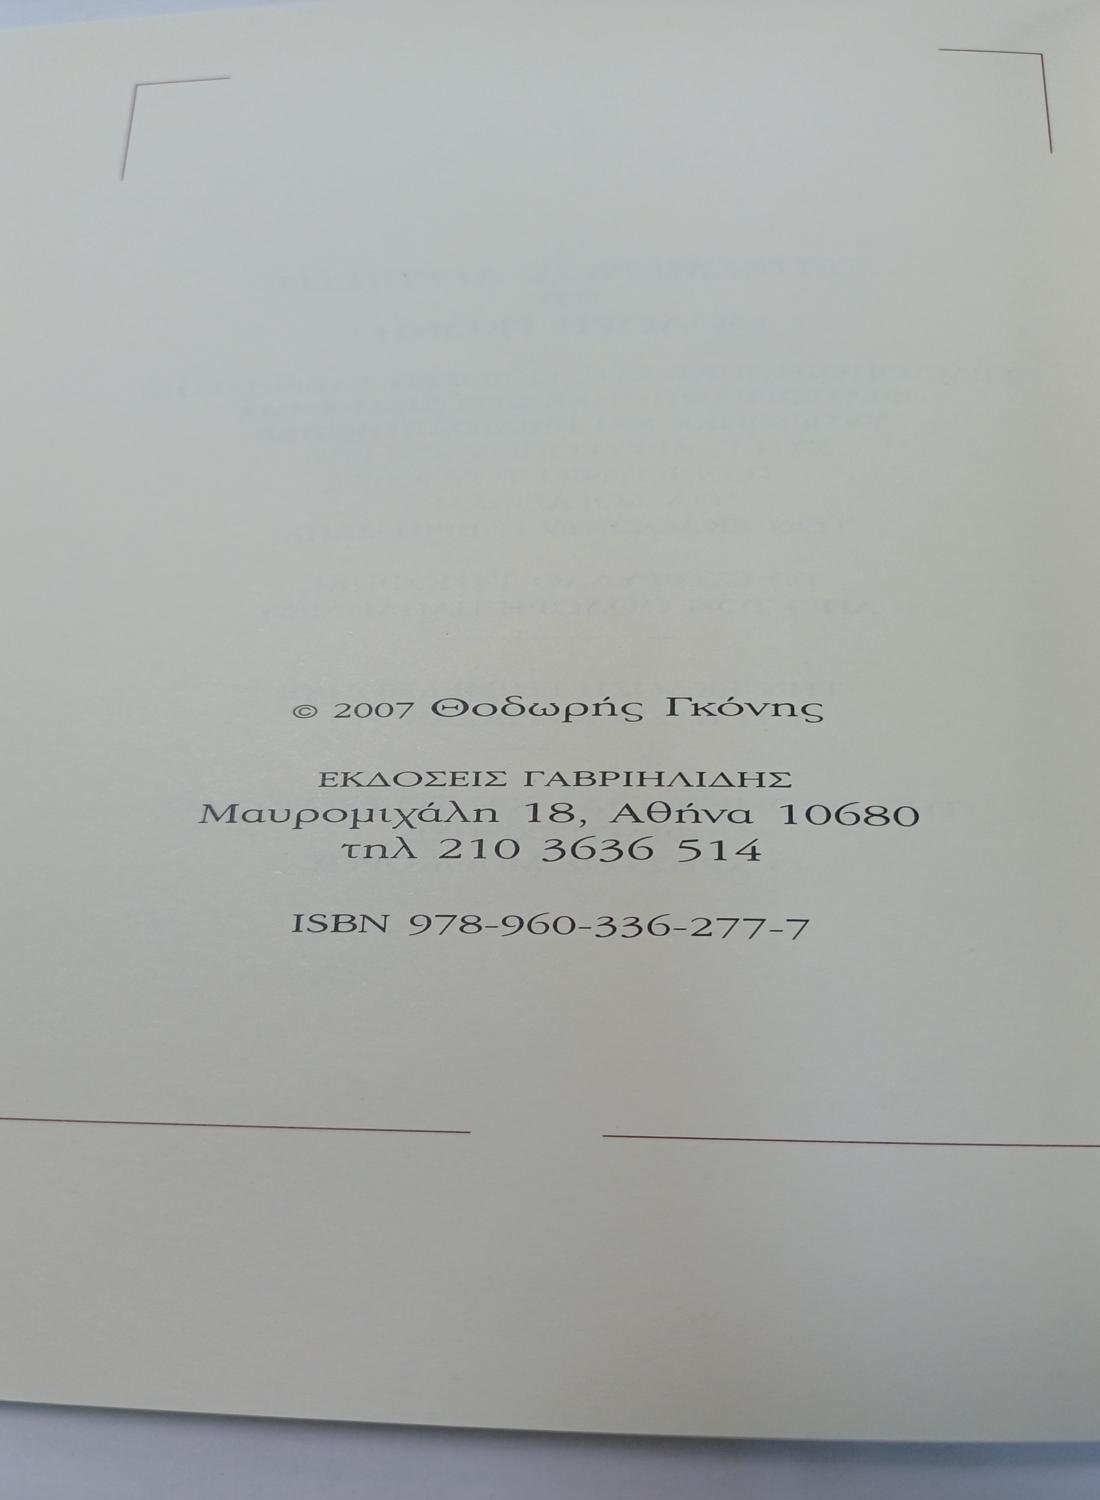 © 2007 Θοδωρής Γκόνης
ΕΚΔΟΣΕΙΣ ΓΑΒΡΙΗΛΙΔΗΣ
Μαυρομιχάλη 18, Αθήνα 10680
τηλ 210 3636 514
ISBN 978-960-336-277-7